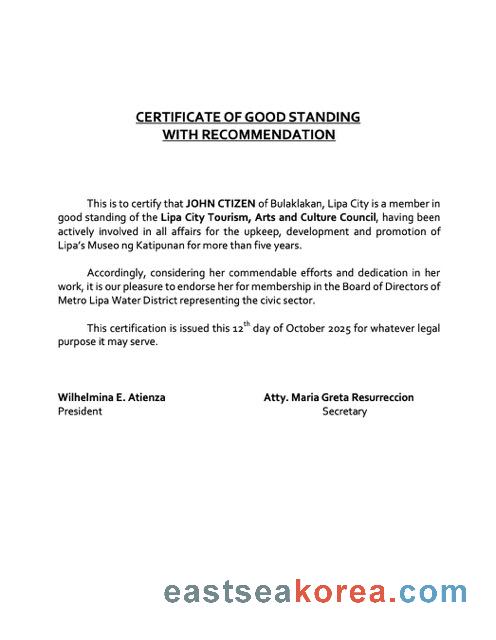 CERTIFICATE OF GOOD STANDING
WITH RECOMMENDATION
This is to certify that JOHN CTIZEN of Bulaklakan, Lipa City is a member in
good standing of the Lipa City Tourism, Arts and Culture Council, having been
actively involved in all affairs for the upkeep, development and promotion of
Lipa's Museo ng Katipunan for more than five years.
Accordingly, considering her commendable efforts and dedication in her
work, it is our pleasure to endorse her for membership in the Board of Directors of
Metro Lipa Water District representing the civic sector.
This certification is issued this 12th day of October 2025 for whatever legal
purpose it may serve.
Wilhelmina E. Atienza Atty. Maria Greta Resurreccion
President Secretary
eastseakorea.com